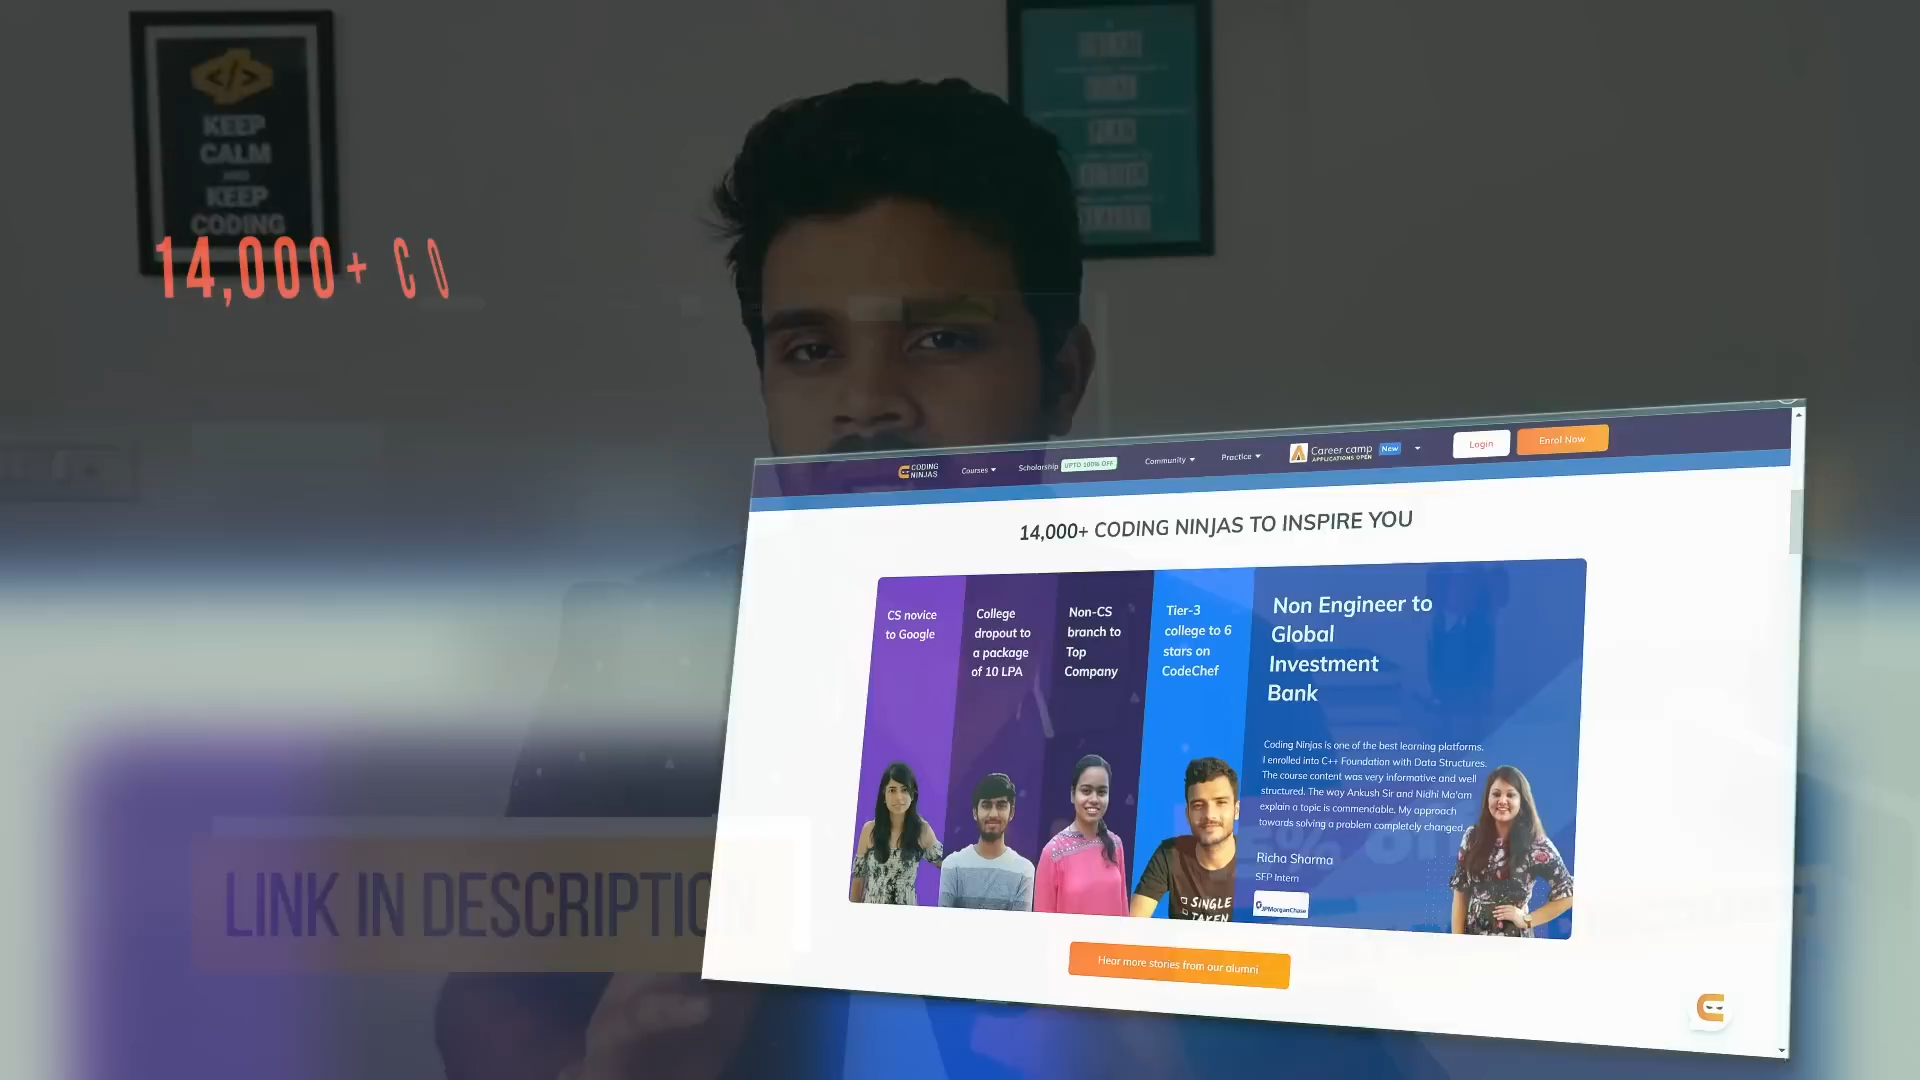 </>
KEEP
CALM
AND
KEEP
CODING
PLAN
14,000+ CO
LINK IN DESCRIPTION
CODING
NINJAS
Courses
Scholarship UPTO 100% OFF
Community
Practice
Career camp New
APPLICATIONS OPEN
Login
Enrol Now
14,000+ CODING NINJAS TO INSPIRE YOU
CS novice
to Google
College
dropout to
a package
of 10 LPA
Non-CS
branch to
Top
Company
Tier-3
college to 6
stars on
CodeChef
Non Engineer to
Global
Investment
Bank
Coding Ninjas is one of the best learning platforms.
I enrolled into C++ Foundation with Data Structures.
The course content was very informative and well
structured. The way Ankush Sir and Nidhi Ma'am
explain a topic is commendable. My approach
towards solving a problem completely changed.
Richa Sharma
SFP Intern
JPMorganChase
SINGLE
TAKEN
Hear more stories from our alumni